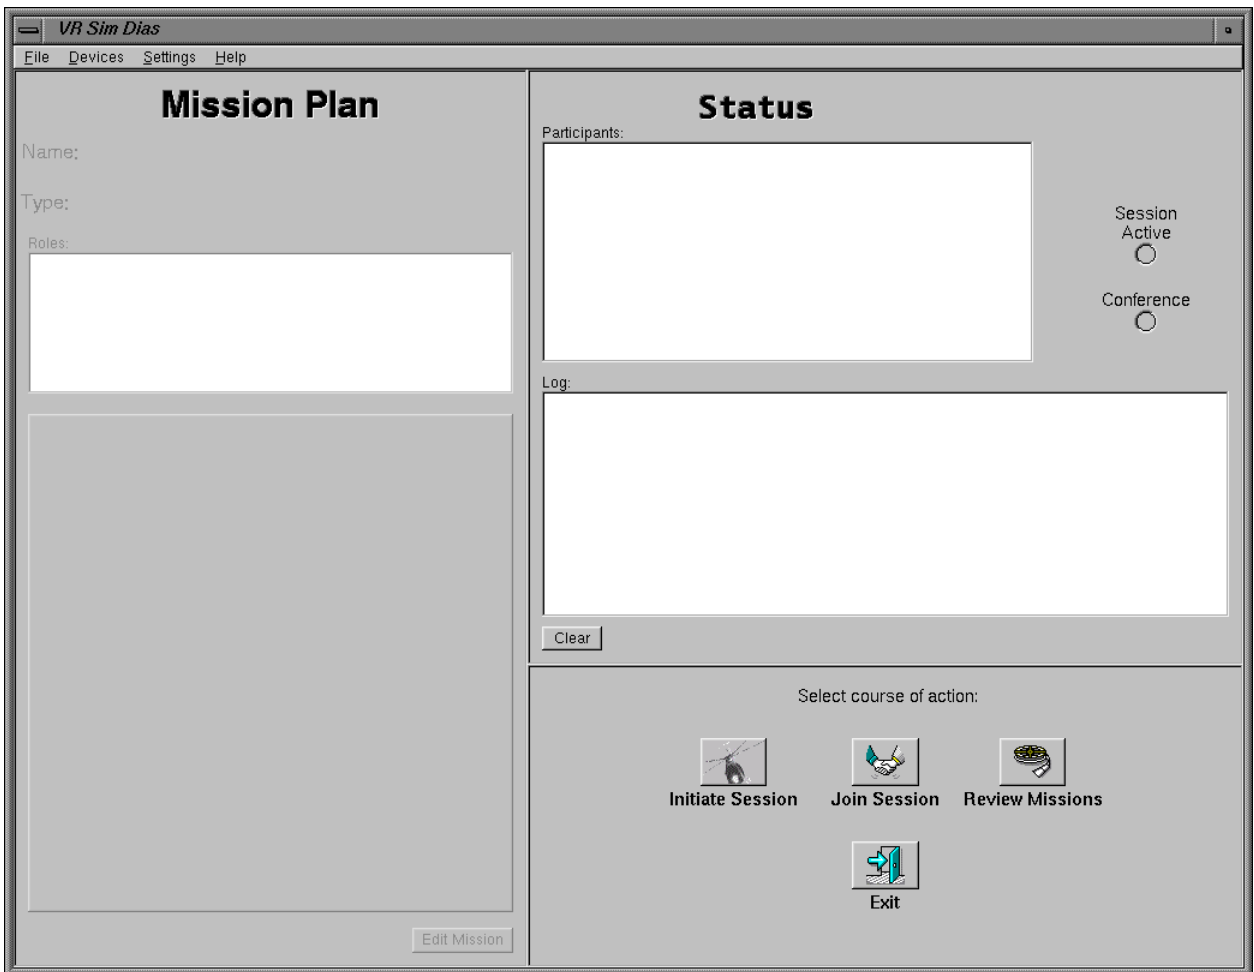 VR Sim Dias
File Devices Settings Help
Mission Plan
Name:
Type:
Roles:
Edit Mission
Status
Participants:
Session
Active
Conference
Log:
Clear
Select course of action:
Initiate Session Join Session Review Missions
Exit